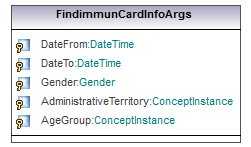 FindimmunCardInfoArgs
DateFrom:DateTime
DateTo:DateTime
Gender:Gender
AdministrativeTerritory:ConceptInstance
AgeGroup:ConceptInstance